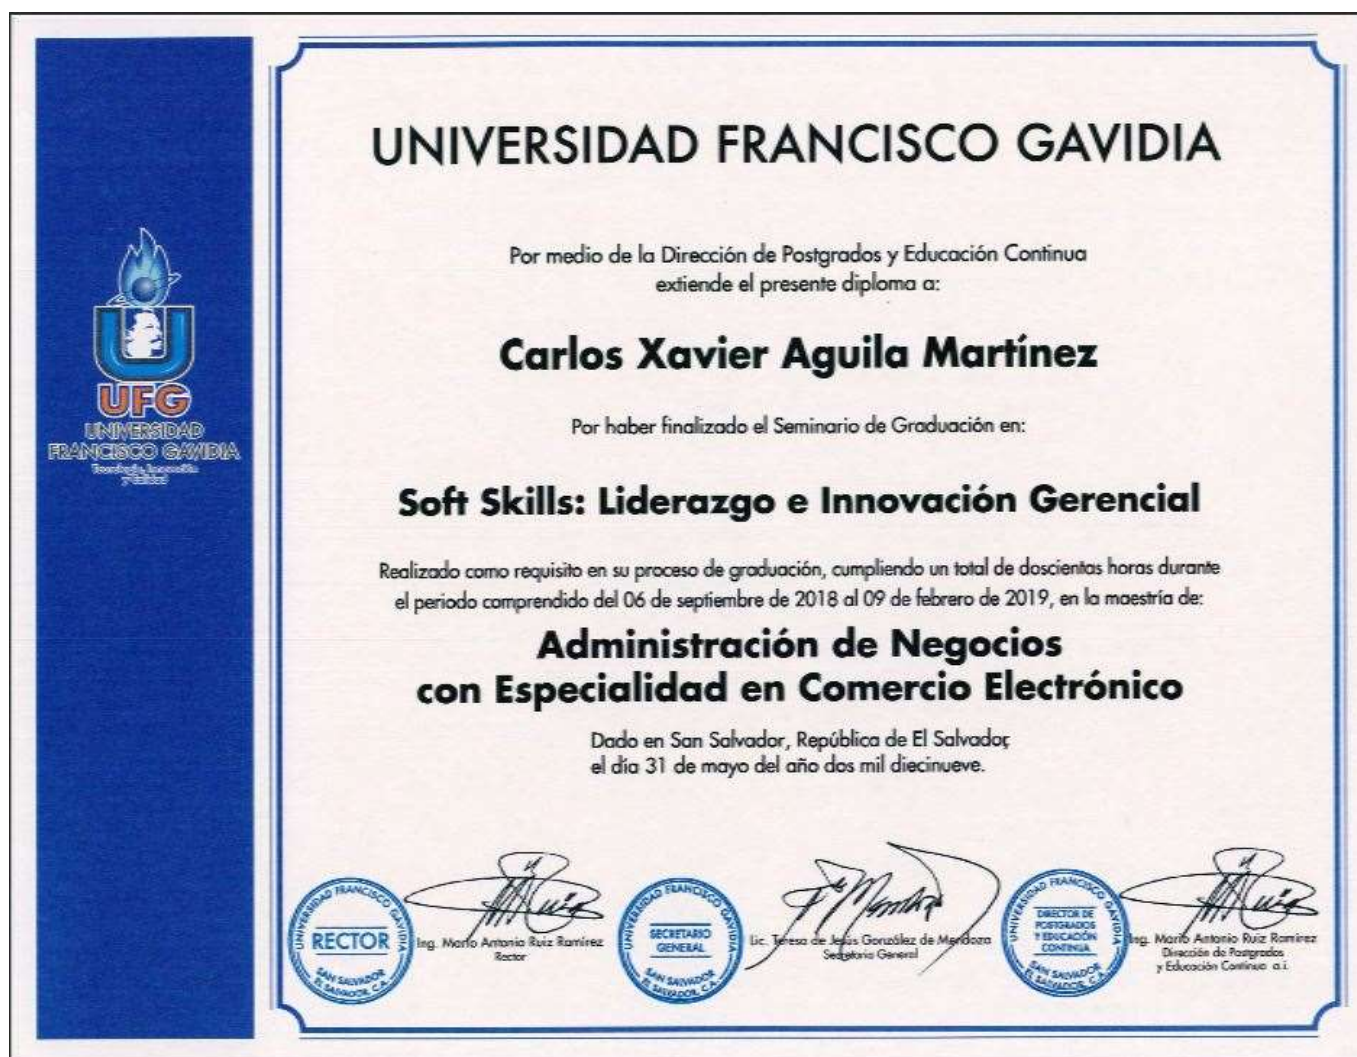 UNIVERSIDAD FRANCISCO GAVIDIA
Por medio de la Dirección de Postgrados y Educación Continua
extiende el presente diploma a:
Carlos Xavier Aguila Martínez
Por haber finalizado el Seminario de Graduación en:
Soft Skills: Liderazgo e Innovación Gerencial
Realizado como requisito en su proceso de graduación, cumpliendo un total de doscientas horas durante
el periodo comprendido del 06 de septiembre de 2018 al 09 de febrero de 2019, en la maestría de:
Administración de Negocios
con Especialidad en Comercio Electrónico
Dado en San Salvador, República de El Salvador,
el día 31 de mayo del año dos mil diecinueve.
UFG
UNIVERSIDAD
FRANCISCO GAVIDIA
Tecnología, Innovación
y Calidad
UNIVERSIDAD FRANCISCO GAVIDIA
RECTOR
SAN SALVADOR
EL SALVADOR, C.A.
Ing. Mario Antonio Ruiz Ramírez
Rector
UNIVERSIDAD FRANCISCO GAVIDIA
SECRETARIO
GENERAL
SAN SALVADOR
EL SALVADOR, C.A.
Lic. Teresa de Jesús González de Mendoza
Secretaria General
UNIVERSIDAD FRANCISCO GAVIDIA
DIRECTOR DE
POSTGRADOS
Y EDUCACIÓN
CONTINUA
SAN SALVADOR
EL SALVADOR, C.A.
Ing. Mario Antonio Ruiz Ramírez
Dirección de Postgrados
y Educación Continua a.i.